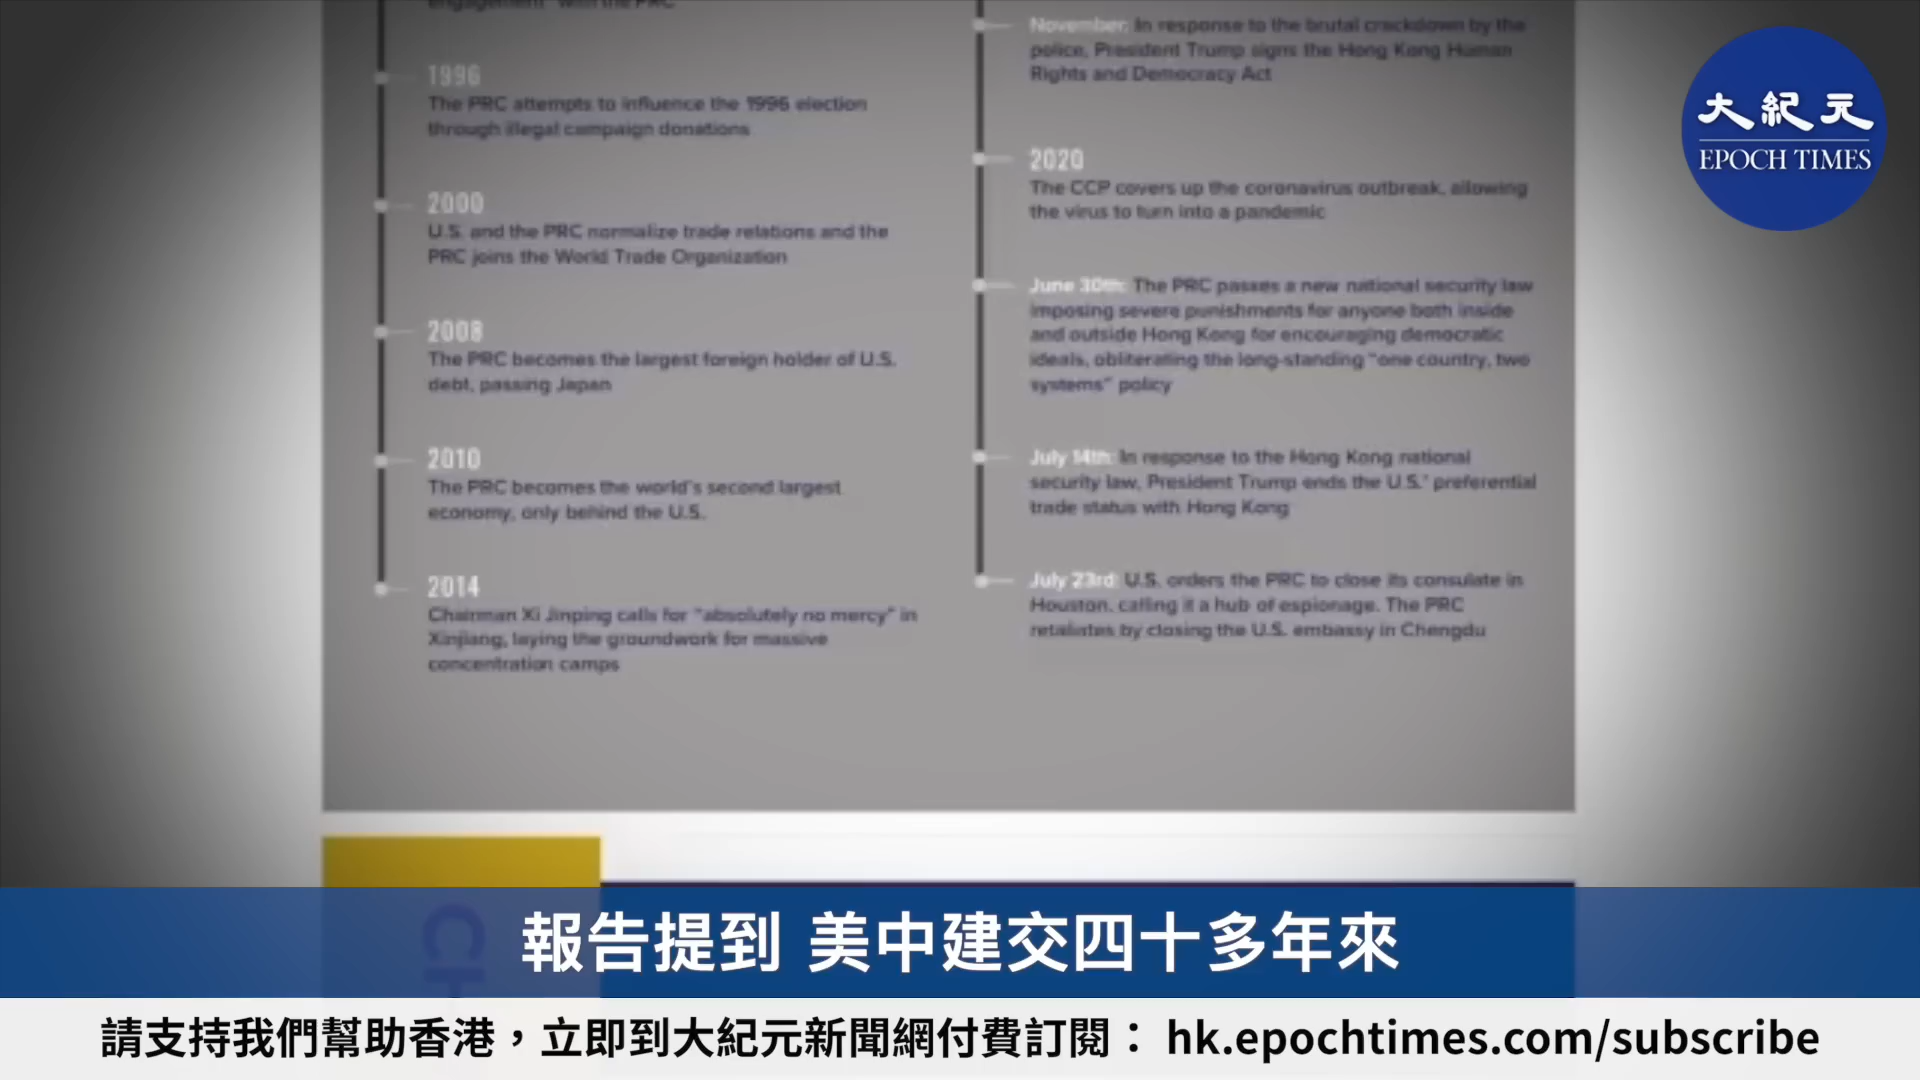 engagement" with the PRC
1996
The PRC attempts to influence the 1996 election
through illegal campaign donations
2000
U.S. and the PRC normalize trade relations and the
PRC joins the World Trade Organization
2008
The PRC becomes the largest foreign holder of U.S.
debt, passing Japan
2010
The PRC becomes the world's second largest
economy, only behind the U.S.
2014
Chairman Xi Jinping calls for "absolutely no mercy" in
Xinjiang, laying the groundwork for massive
concentration camps
November: In response to the brutal crackdown by the
police, President Trump signs the Hong Kong Human
Rights and Democracy Act
2020
The CCP covers up the coronavirus outbreak, allowing
the virus to turn into a pandemic
June 30th: The PRC passes a new national security law
imposing severe punishments for anyone both inside
and outside Hong Kong for encouraging democratic
ideals, obliterating the long-standing "one country, two
systems" policy
July 14th: In response to the Hong Kong national
security law, President Trump ends the U.S.' preferential
trade status with Hong Kong
July 23rd: U.S. orders the PRC to close its consulate in
Houston, calling it a hub of espionage. The PRC
retaliates by closing the U.S. embassy in Chengdu
大紀元
EPOCH TIMES
報告提到 美中建交四十多年來
請支持我們幫助香港，立即到大紀元新聞網付費訂閱： hk.epochtimes.com/subscribe